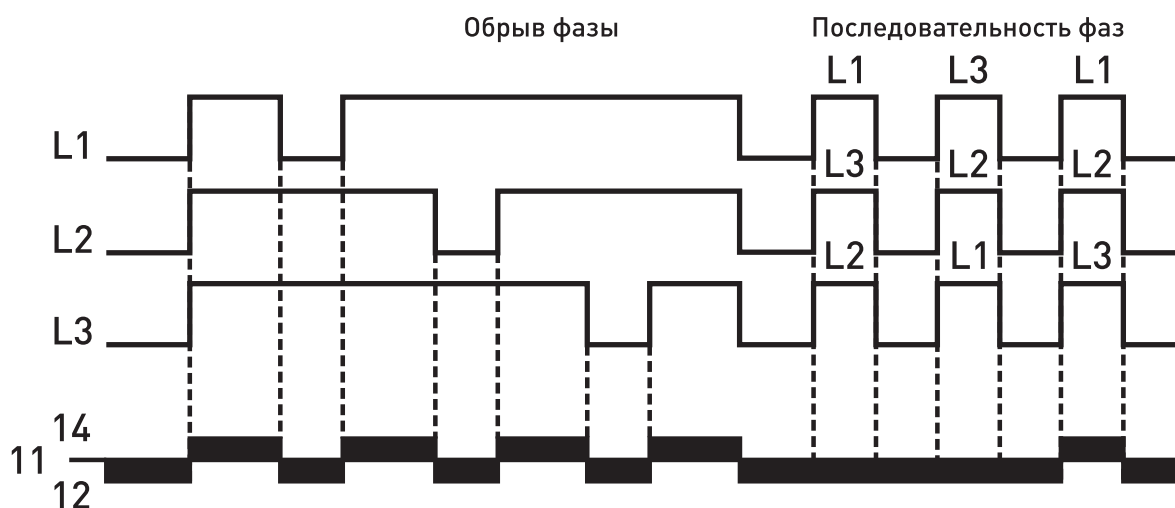 Обрыв фазы
Последовательность фаз
L1 L3 L1
L1
L3 L2 L2
L2
L2 L1 L3
L3
14
11
12